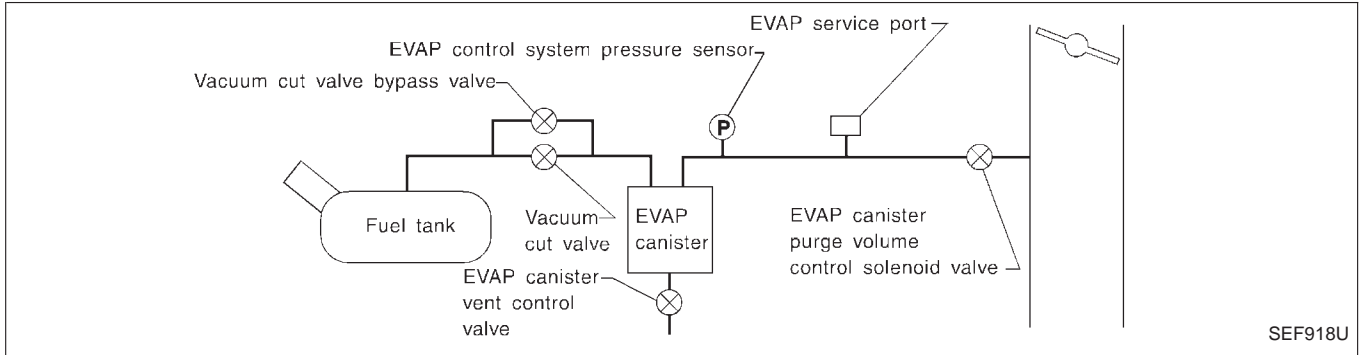 EVAP service port
EVAP control system pressure sensor
Vacuum cut valve bypass valve
P
Fuel tank
Vacuum
cut valve
EVAP
canister
EVAP canister
purge volume
control solenoid valve
EVAP canister
vent control
valve
SEF918U